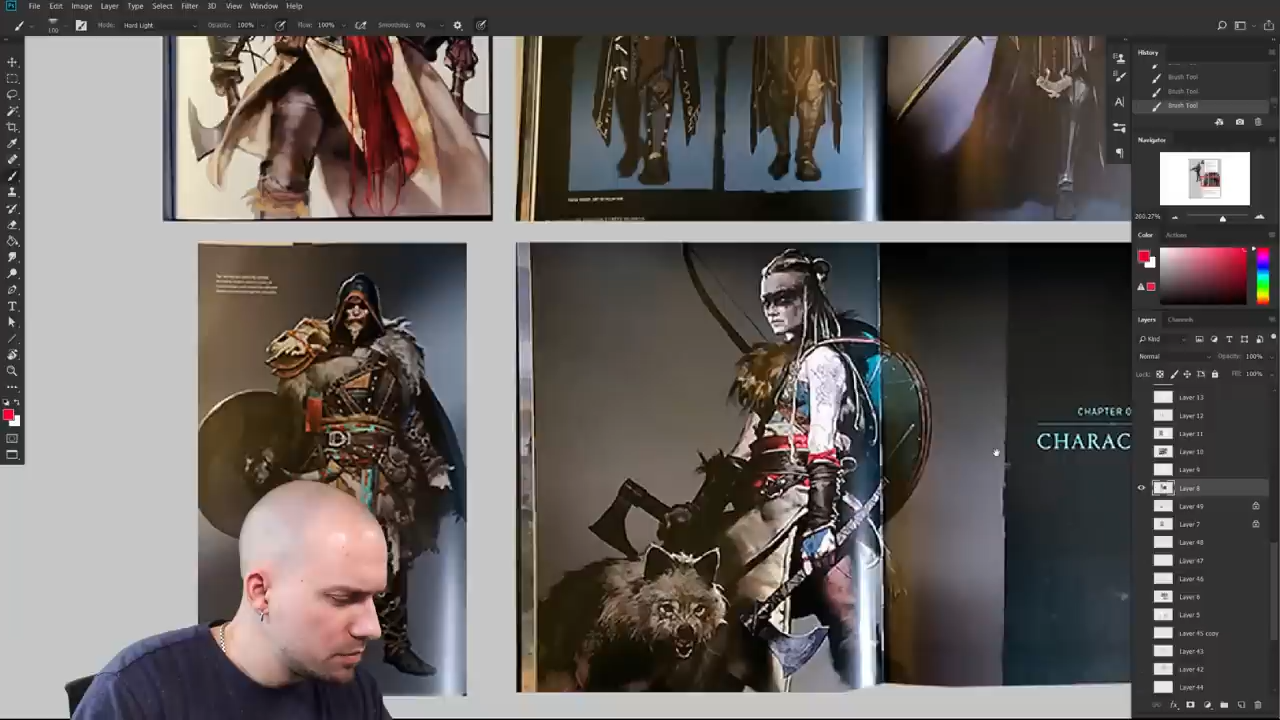 Ps File Edit Image Layer Type Select Filter 3D View Window Help
100 Mode: Hard Light Opacity: 100% Flow: 100% Smoothing: 0%
History
Brush Tool
Brush Tool
Brush Tool
Navigator
260.27%
Color Actions
Layers Channels
Kind
Normal Opacity: 100%
Lock: Fill: 100%
Layer 13
Layer 12
Layer 11
Layer 10
Layer 9
Layer 8
Layer 49
Layer 7
Layer 48
Layer 47
Layer 46
Layer 6
Layer 5
Layer 45 copy
Layer 43
Layer 42
Layer 44
CHAPTER 0
CHARAC